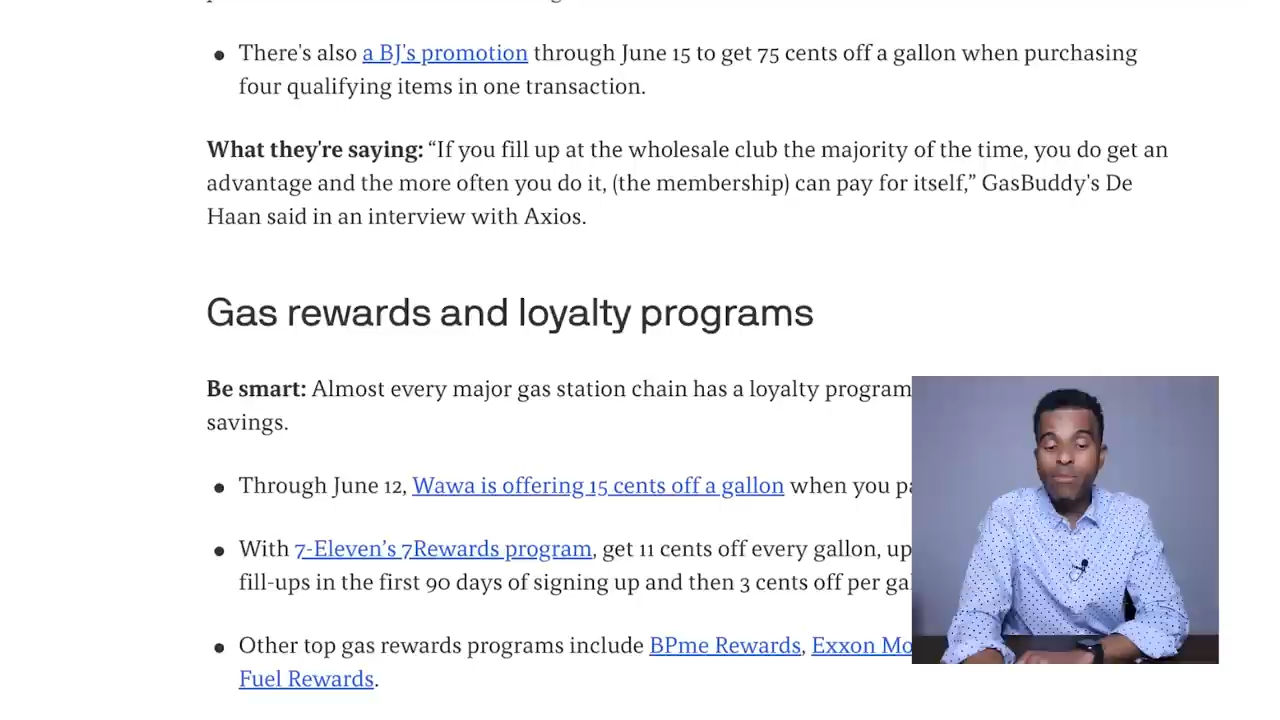 There's also a BJ's promotion through June 15 to get 75 cents off a gallon when purchasing
four qualifying items in one transaction.
What they're saying: “If you fill up at the wholesale club the majority of the time, you do get an
advantage and the more often you do it, (the membership) can pay for itself,” GasBuddy's De
Haan said in an interview with Axios.
Gas rewards and loyalty programs
Be smart: Almost every major gas station chain has a loyalty program
savings.
Through June 12, Wawa is offering 15 cents off a gallon when you
With 7-Eleven’s 7Rewards program, get 11 cents off every gallon, up
fill-ups in the first 90 days of signing up and then 3 cents off per
Other top gas rewards programs include BPme Rewards, Exxon
Fuel Rewards.